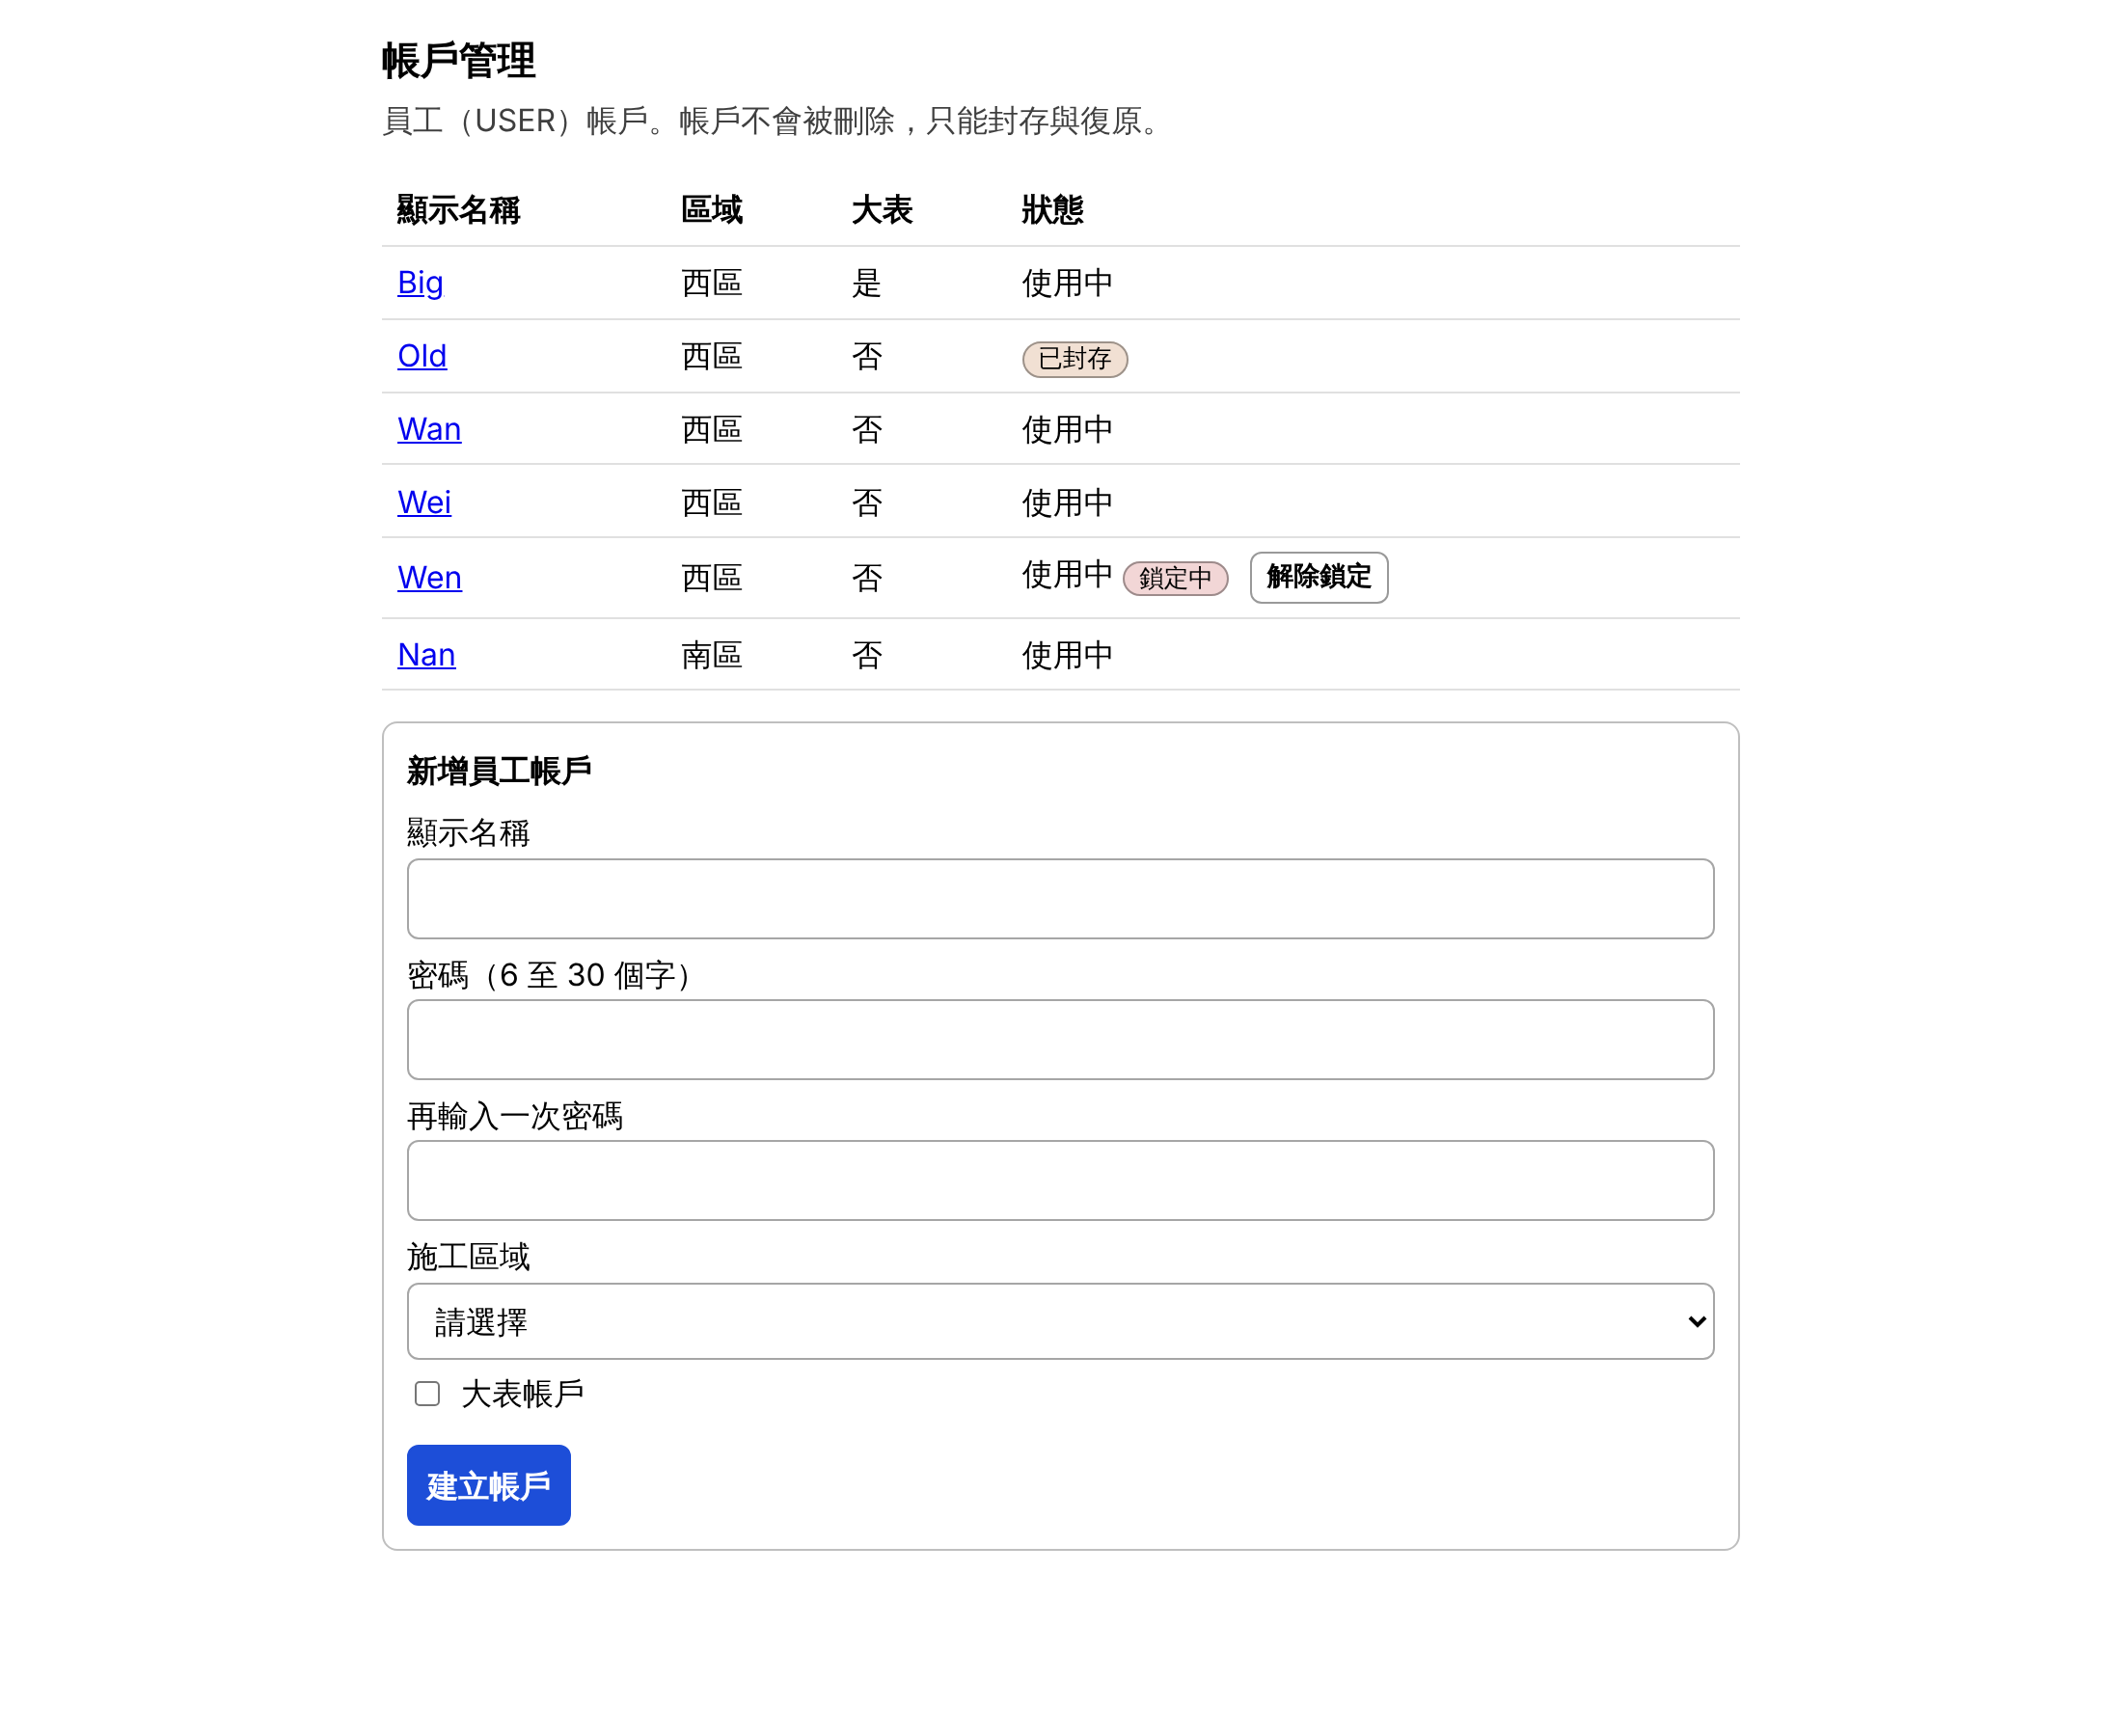 帳戶管理
員工（USER）帳戶。帳戶不會被刪除，只能封存與復原。
顯示名稱 區域 大表 狀態
Big 西區 是 使用中
Old 西區 否 已封存
Wan 西區 否 使用中
Wei 西區 否 使用中
Wen 西區 否 使用中 鎖定中 解除鎖定
Nan 南區 否 使用中
新增員工帳戶
顯示名稱
密碼（6 至 30 個字）
再輸入一次密碼
施工區域
請選擇
大表帳戶
建立帳戶